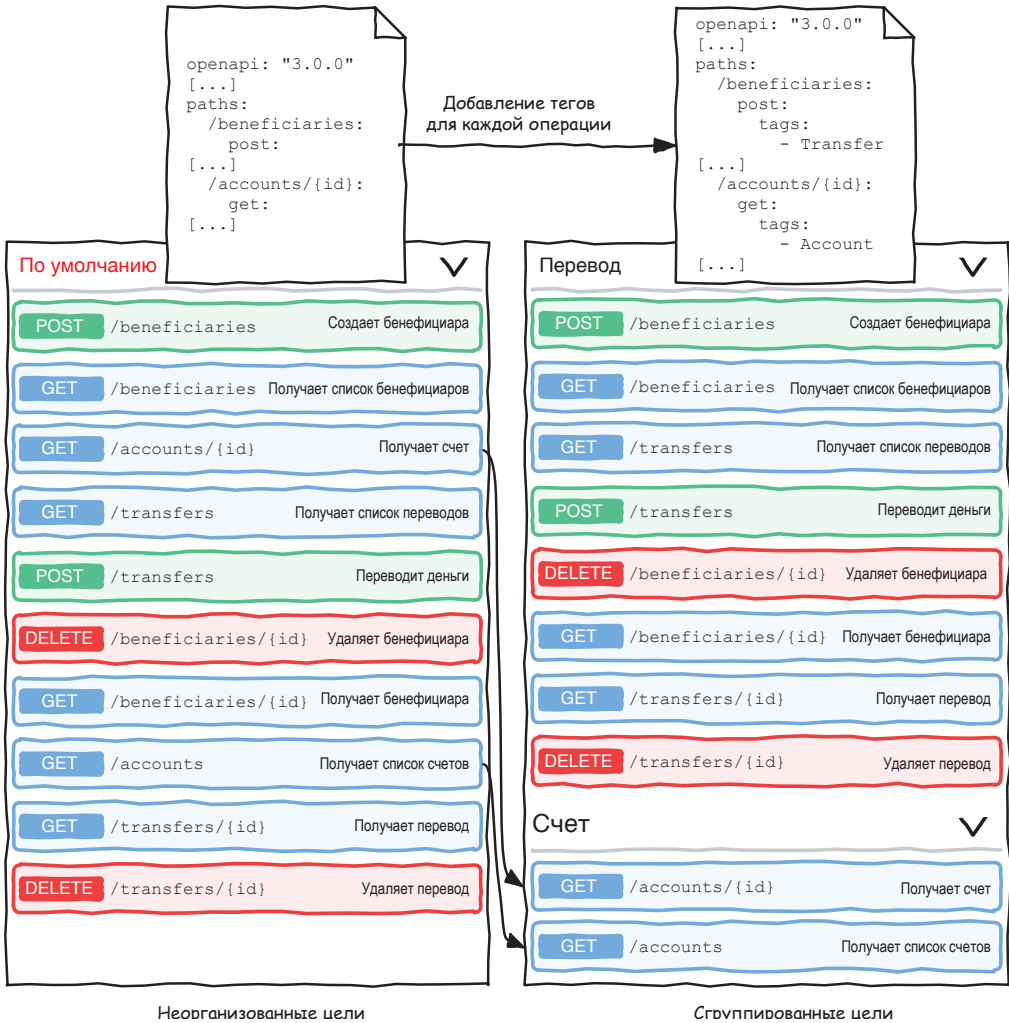 openapi: "3.0.0"
[...]
paths:
/beneficiaries:
post:
[...]
/accounts/{id}:
get:
[...]
Добавление тегов
для каждой операции
openapi: "3.0.0"
[...]
paths:
/beneficiaries:
post:
tags:
- Transfer
[...]
/accounts/{id}:
get:
tags:
- Account
[...]
По умолчанию
POST /beneficiaries Создает бенефициара
GET /beneficiaries Получает список бенефициаров
GET /accounts/{id} Получает счет
GET /transfers Получает список переводов
POST /transfers Переводит деньги
DELETE /beneficiaries/{id} Удаляет бенефициара
GET /beneficiaries/{id} Получает бенефициара
GET /accounts Получает список счетов
GET /transfers/{id} Получает перевод
DELETE /transfers/{id} Удаляет перевод
Неорганизованные цели
Перевод
POST /beneficiaries Создает бенефициара
GET /beneficiaries Получает список бенефициаров
GET /transfers Получает список переводов
POST /transfers Переводит деньги
DELETE /beneficiaries/{id} Удаляет бенефициара
GET /beneficiaries/{id} Получает бенефициара
GET /transfers/{id} Получает перевод
DELETE /transfers/{id} Удаляет перевод
Счет
GET /accounts/{id} Получает счет
GET /accounts Получает список счетов
Сгруппированные цели